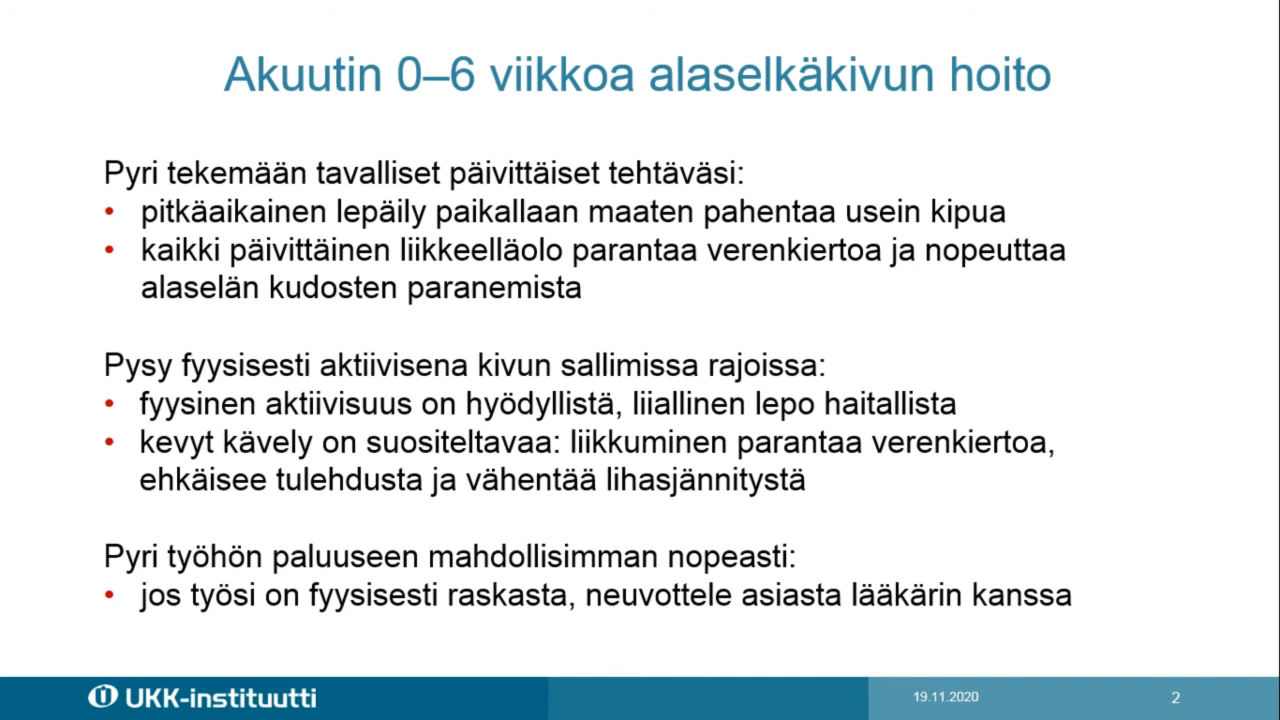 Akuutin 0–6 viikkoa alaselkäkivun hoito
Pyri tekemään tavalliset päivittäiset tehtäväsi:
• pitkäaikainen lepäily paikallaan maaten pahentaa usein kipua
• kaikki päivittäinen liikkeelläolo parantaa verenkiertoa ja nopeuttaa
alaselän kudosten paranemista
Pysy fyysisesti aktiivisena kivun sallimissa rajoissa:
• fyysinen aktiivisuus on hyödyllistä, liiallinen lepo haitallista
• kevyt kävely on suositeltavaa: liikkuminen parantaa verenkiertoa,
ehkäisee tulehdusta ja vähentää lihasjännitystä
Pyri työhön paluuseen mahdollisimman nopeasti:
• jos työsi on fyysisesti raskasta, neuvottele asiasta lääkärin kanssa
UKK-instituutti
19.11.2020
2